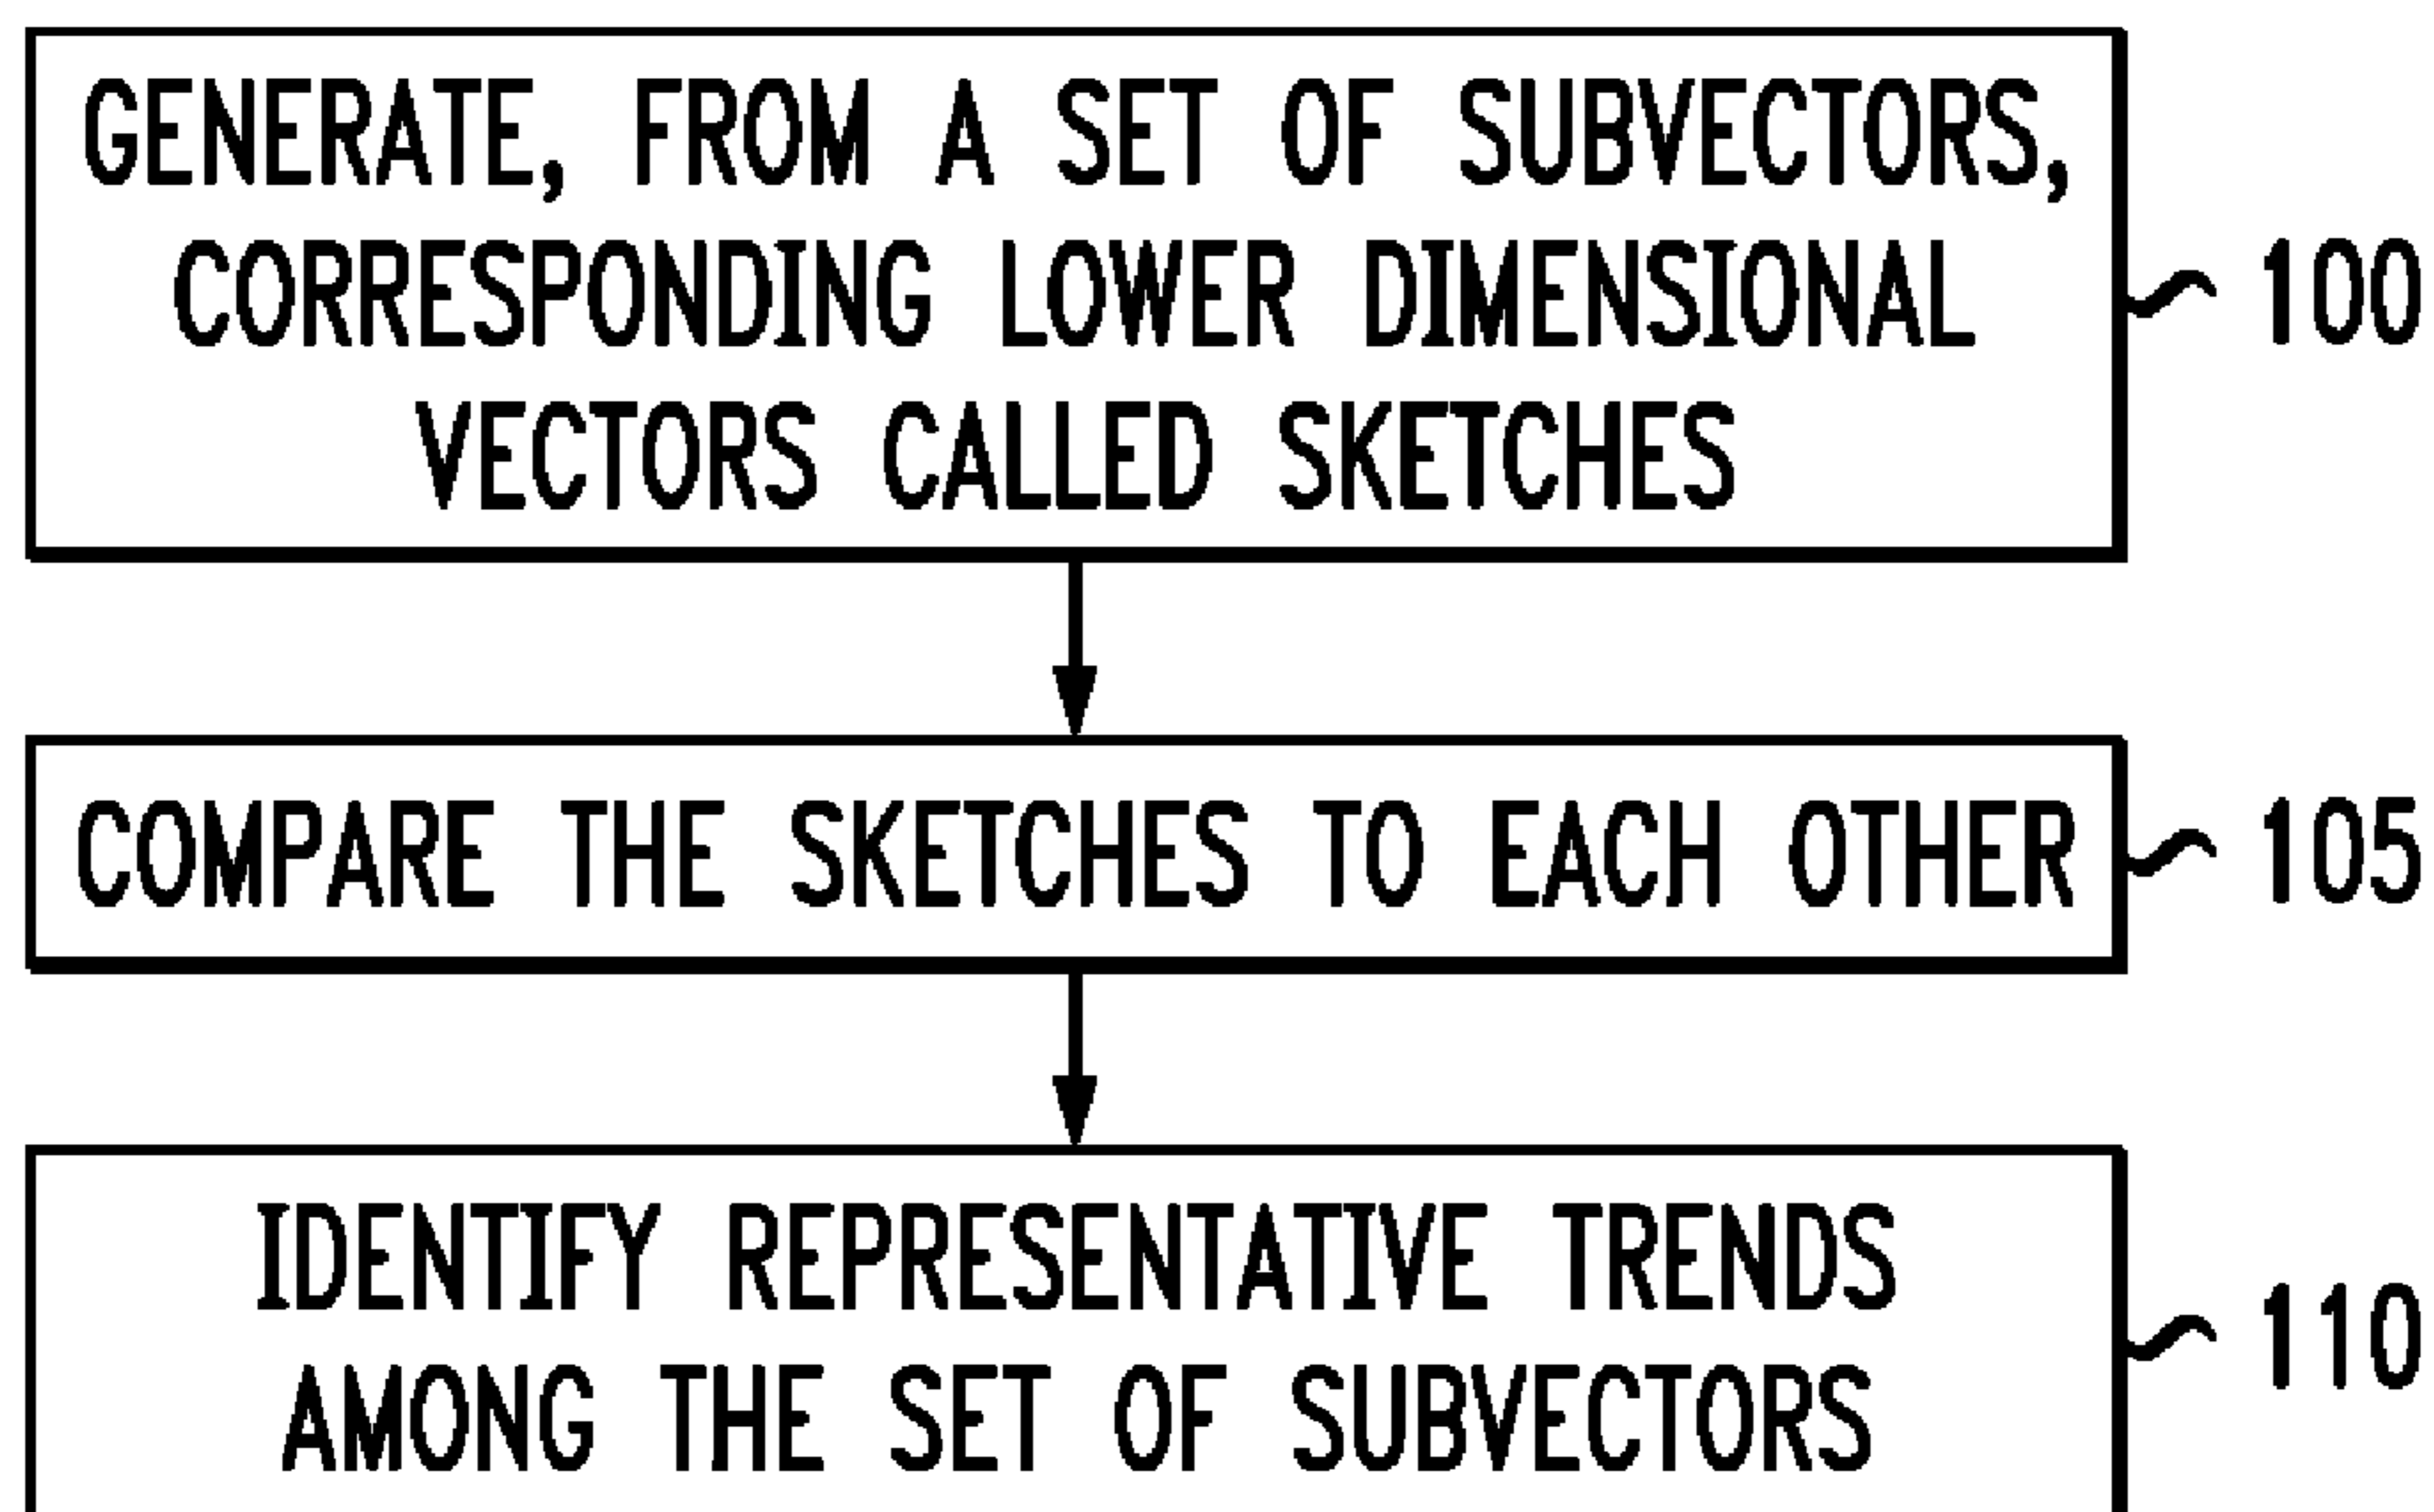 GENERATE, FROM A SET OF SUBVECTORS,
CORRESPONDING LOWER DIMENSIONAL
VECTORS CALLED SKETCHES
100
COMPARE THE SKETCHES TO EACH OTHER
105
IDENTIFY REPRESENTATIVE TRENDS
AMONG THE SET OF SUBVECTORS
110